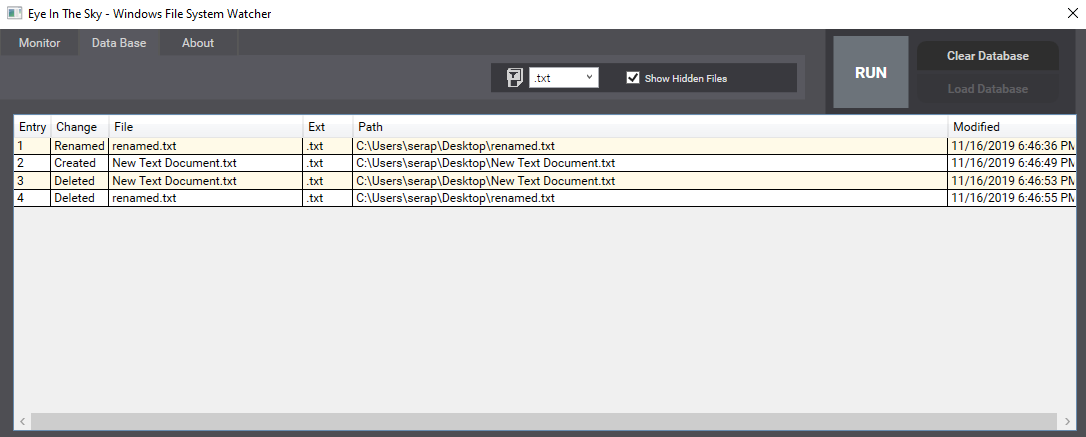 Eye In The Sky - Windows File System Watcher
Monitor Data Base About
.txt Show Hidden Files
RUN
Clear Database
Load Database
Entry Change File Ext Path Modified
1 Renamed renamed.txt .txt C:\Users\serap\Desktop\renamed.txt 11/16/2019 6:46:36 PM
2 Created New Text Document.txt .txt C:\Users\serap\Desktop\New Text Document.txt 11/16/2019 6:46:49 PM
3 Deleted New Text Document.txt .txt C:\Users\serap\Desktop\New Text Document.txt 11/16/2019 6:46:53 PM
4 Deleted renamed.txt .txt C:\Users\serap\Desktop\renamed.txt 11/16/2019 6:46:55 PM